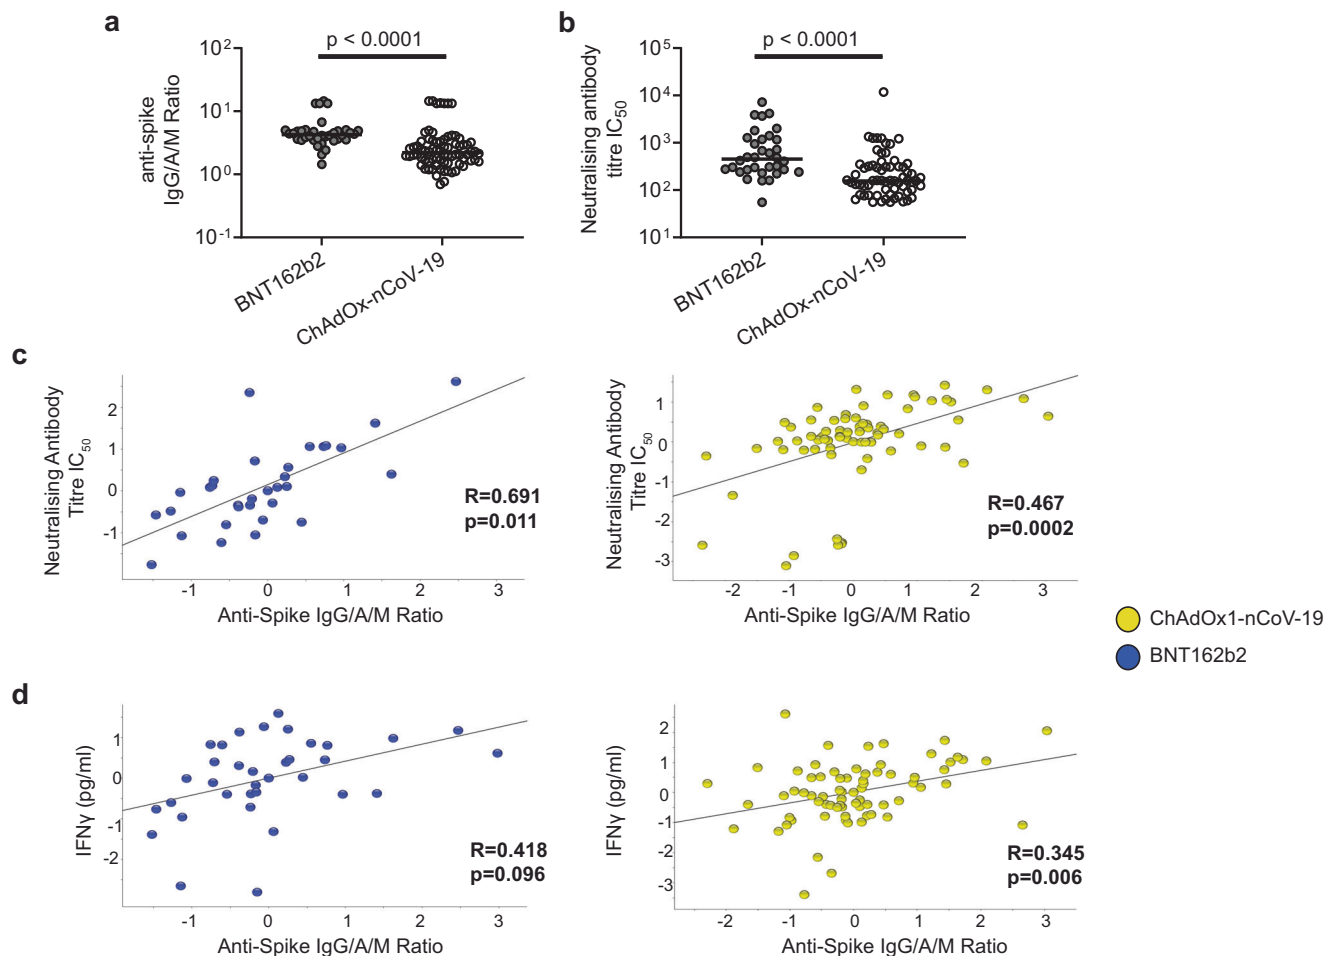 a
p < 0.0001
anti-spike
IgG/A/M Ratio
10²
10¹
10⁰
10⁻¹
BNT162b2
ChAdOx-nCoV-19
b
p < 0.0001
Neutralising antibody
titre IC₅₀
10⁵
10⁴
10³
10²
10¹
BNT162b2
ChAdOx-nCoV-19
c
Neutralising Antibody
Titre IC₅₀
2
1
0
-1
R=0.691
p=0.011
-1 0 1 2 3
Anti-Spike IgG/A/M Ratio
Neutralising Antibody
Titre IC₅₀
1
0
-1
-2
-3
R=0.467
p=0.0002
-2 -1 0 1 2 3
Anti-Spike IgG/A/M Ratio
ChAdOx1-nCoV-19
BNT162b2
d
IFNγ (pg/ml)
1
0
-1
-2
R=0.418
p=0.096
-1 0 1 2 3
Anti-Spike IgG/A/M Ratio
IFNγ (pg/ml)
2
1
0
-1
-2
-3
R=0.345
p=0.006
-2 -1 0 1 2 3
Anti-Spike IgG/A/M Ratio